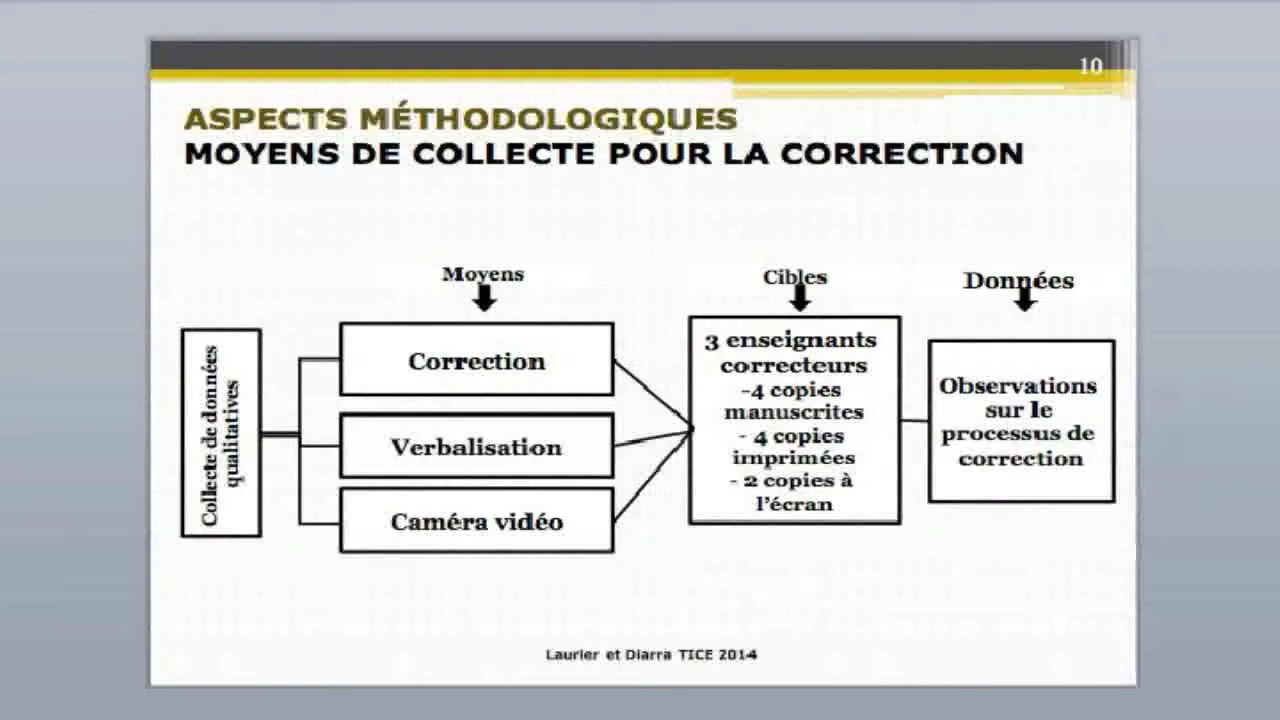 10
ASPECTS MÉTHODOLOGIQUES
MOYENS DE COLLECTE POUR LA CORRECTION
Moyens
Cibles
Données
Collecte de données
qualitatives
Correction
Verbalisation
Caméra vidéo
3 enseignants
correcteurs
-4 copies
manuscrites
- 4 copies
imprimées
- 2 copies à
l'écran
Observations
sur le
processus de
correction
Laurier et Diarra TICE 2014